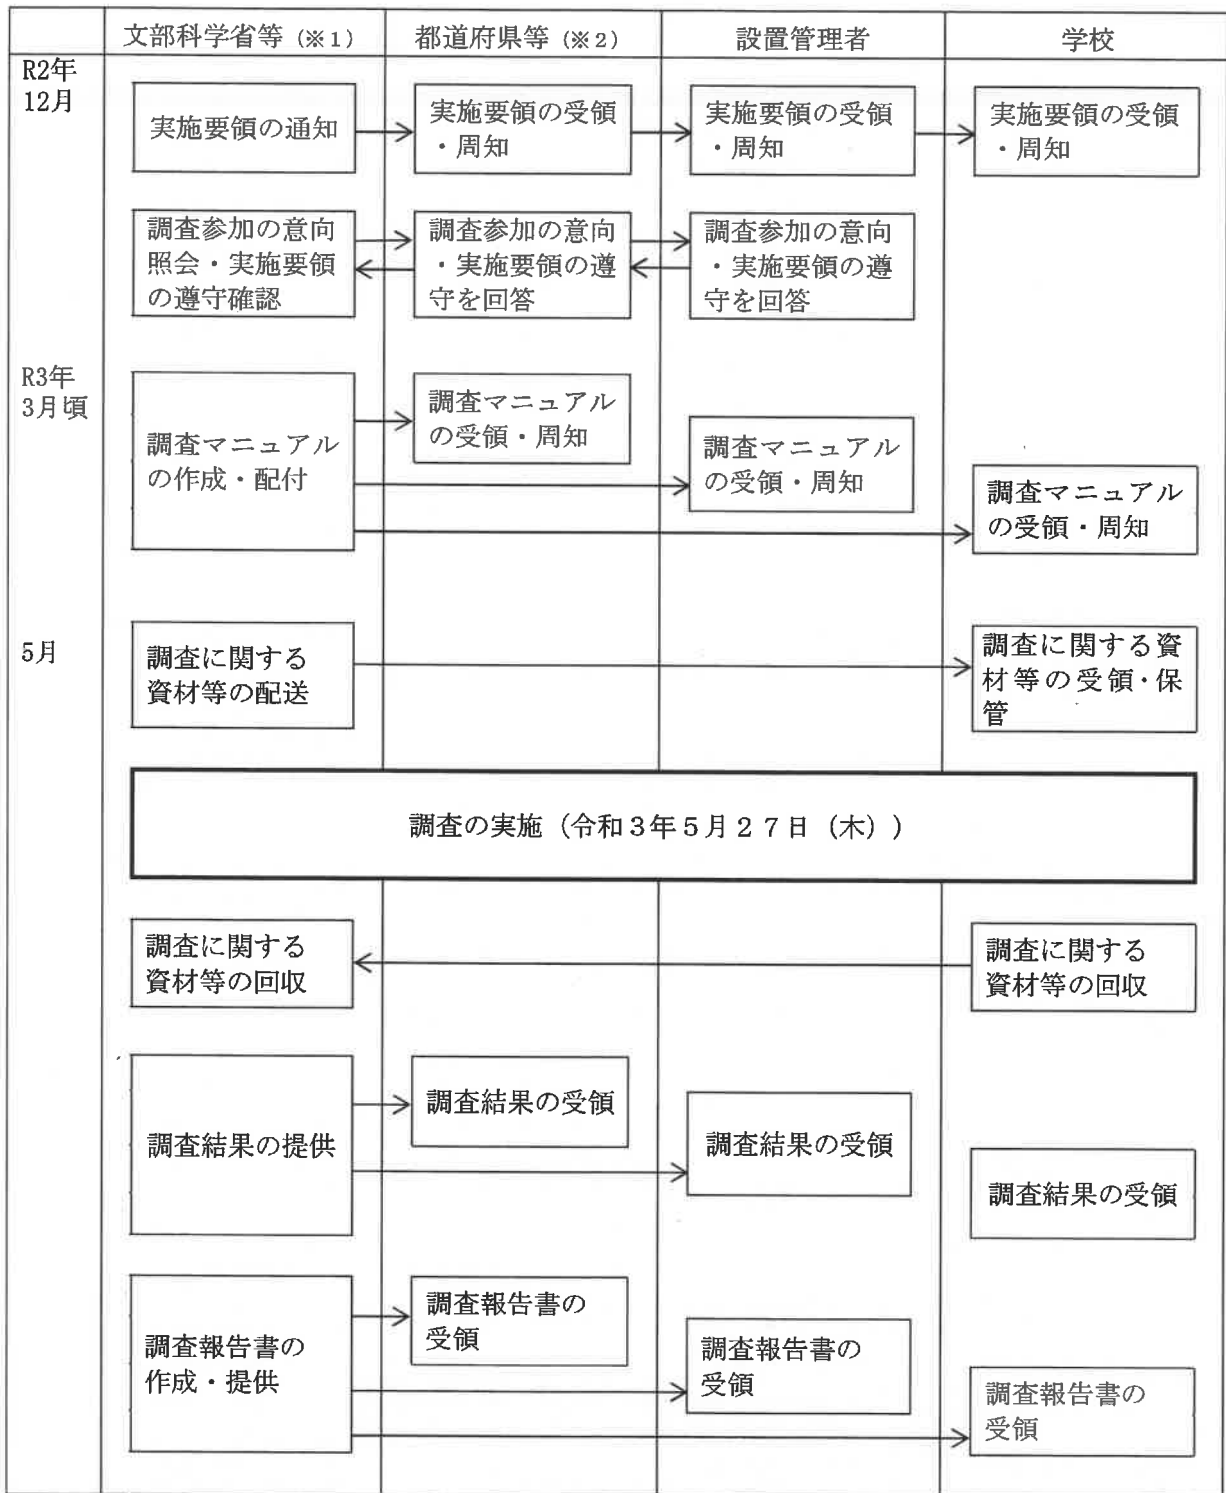 文部科学省等（※1）
都道府県等（※2）
設置管理者
学校
R2年
12月
実施要領の通知
実施要領の受領
・周知
実施要領の受領
・周知
実施要領の受領
・周知
調査参加の意向
照会・実施要領
の遵守確認
調査参加の意向
・実施要領の遵
守を回答
調査参加の意向
・実施要領の遵
守を回答
R3年
3月頃
調査マニュアル
の作成・配付
調査マニュアル
の受領・周知
調査マニュアル
の受領・周知
調査マニュアル
の受領・周知
5月
調査に関する
資材等の配送
調査に関する資
材等の受領・保
管
調査の実施（令和３年５月２７日（木））
調査に関する
資材等の回収
調査に関する
資材等の回収
調査結果の提供
調査結果の受領
調査結果の受領
調査結果の受領
調査報告書の
作成・提供
調査報告書の
受領
調査報告書の
受領
調査報告書の
受領